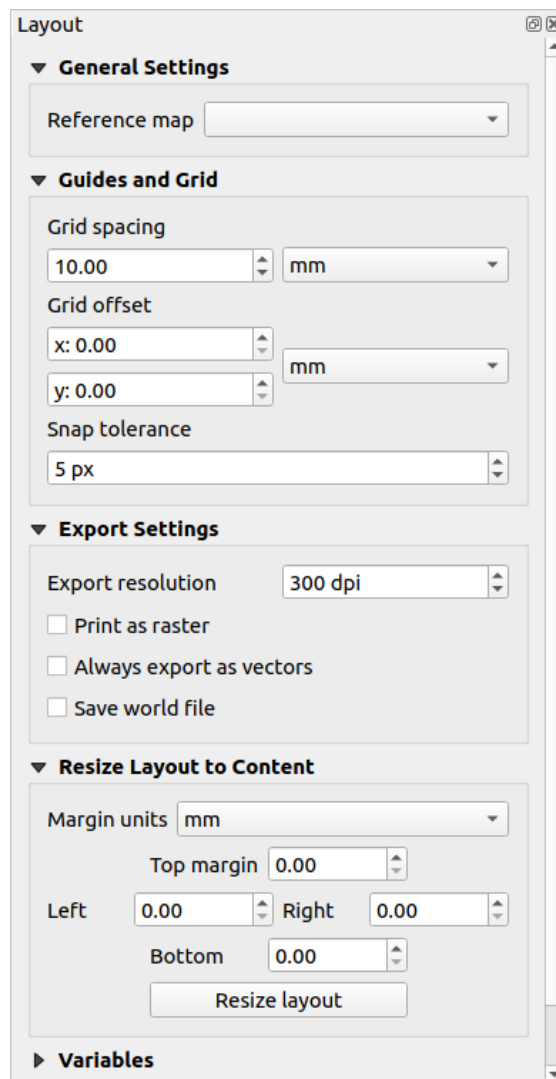 Layout
General Settings
Reference map
Guides and Grid
Grid spacing
10.00 mm
Grid offset
x: 0.00
mm
y: 0.00
Snap tolerance
5 px
Export Settings
Export resolution 300 dpi
Print as raster
Always export as vectors
Save world file
Resize Layout to Content
Margin units mm
Top margin 0.00
Left 0.00 Right 0.00
Bottom 0.00
Resize layout
Variables